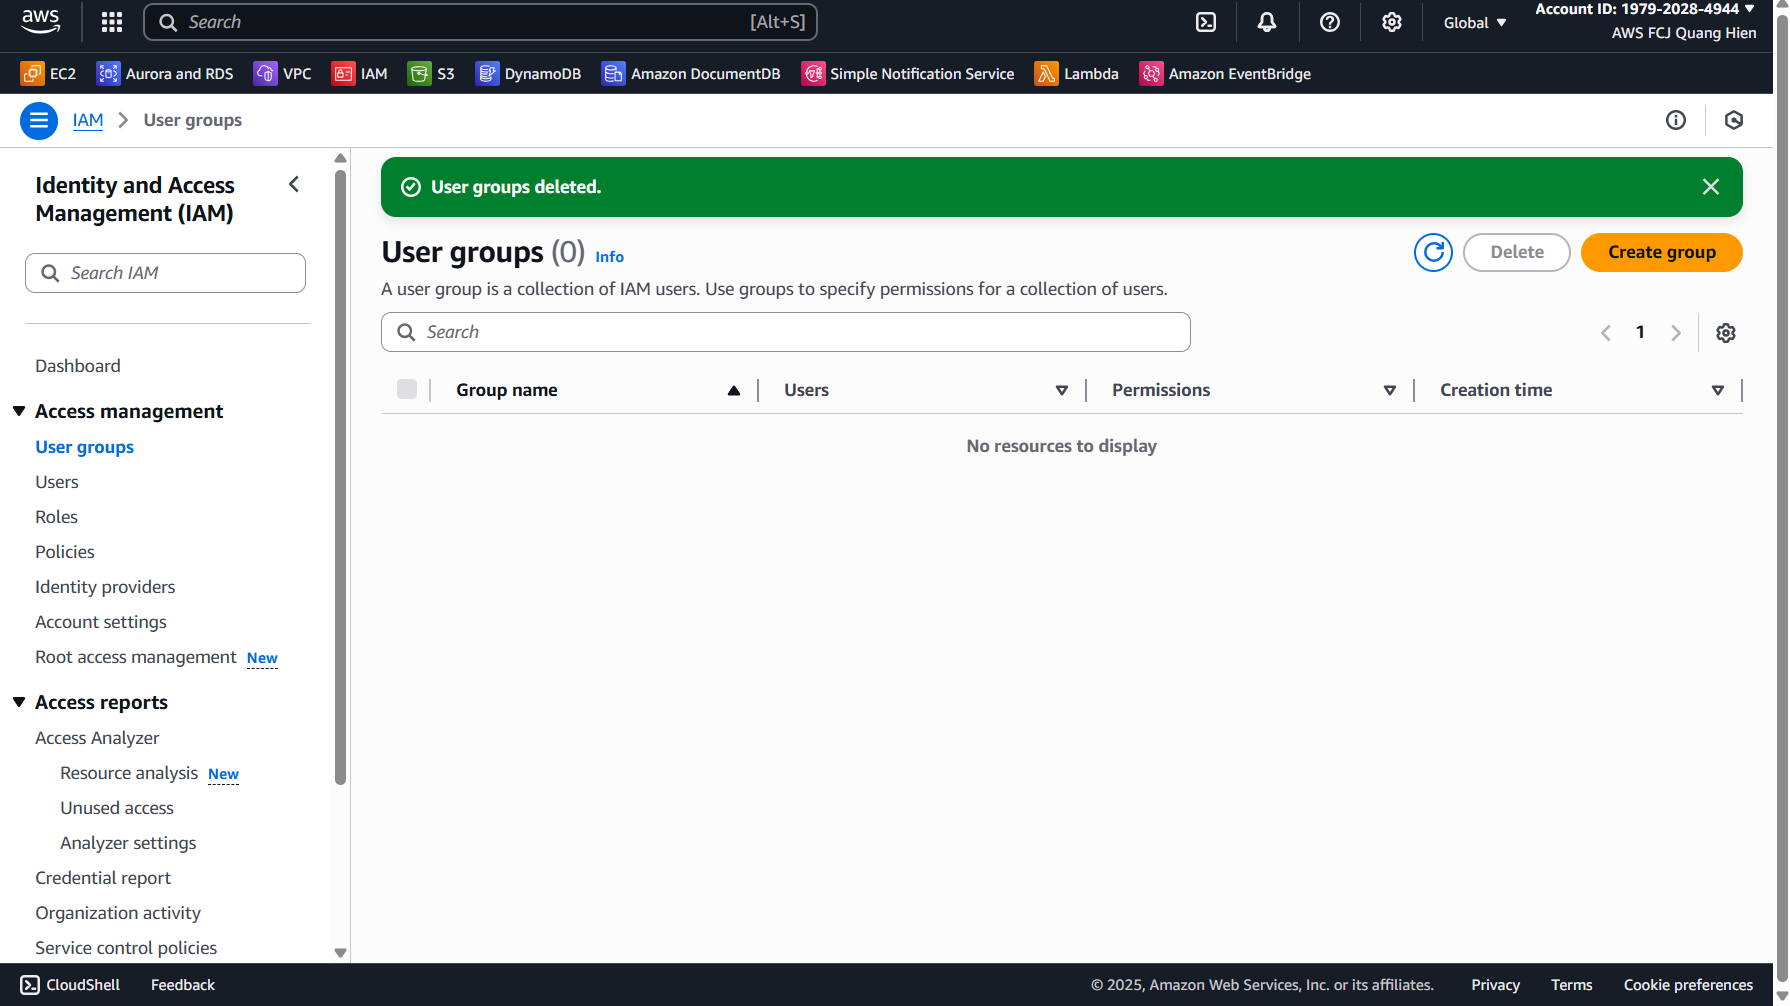 aws
Search [Alt+S]
Global
Account ID: 1979-2028-4944
AWS FCJ Quang Hien
EC2 Aurora and RDS VPC IAM S3 DynamoDB Amazon DocumentDB Simple Notification Service Lambda Amazon EventBridge
IAM User groups
Identity and Access
Management (IAM)
Search IAM
Dashboard
Access management
User groups
Users
Roles
Policies
Identity providers
Account settings
Root access management New
Access reports
Access Analyzer
Resource analysis New
Unused access
Analyzer settings
Credential report
Organization activity
Service control policies
User groups deleted.
User groups (0) Info
Delete
Create group
A user group is a collection of IAM users. Use groups to specify permissions for a collection of users.
Search
1
Group name Users Permissions Creation time
No resources to display
CloudShell Feedback
© 2025, Amazon Web Services, Inc. or its affiliates. Privacy Terms Cookie preferences